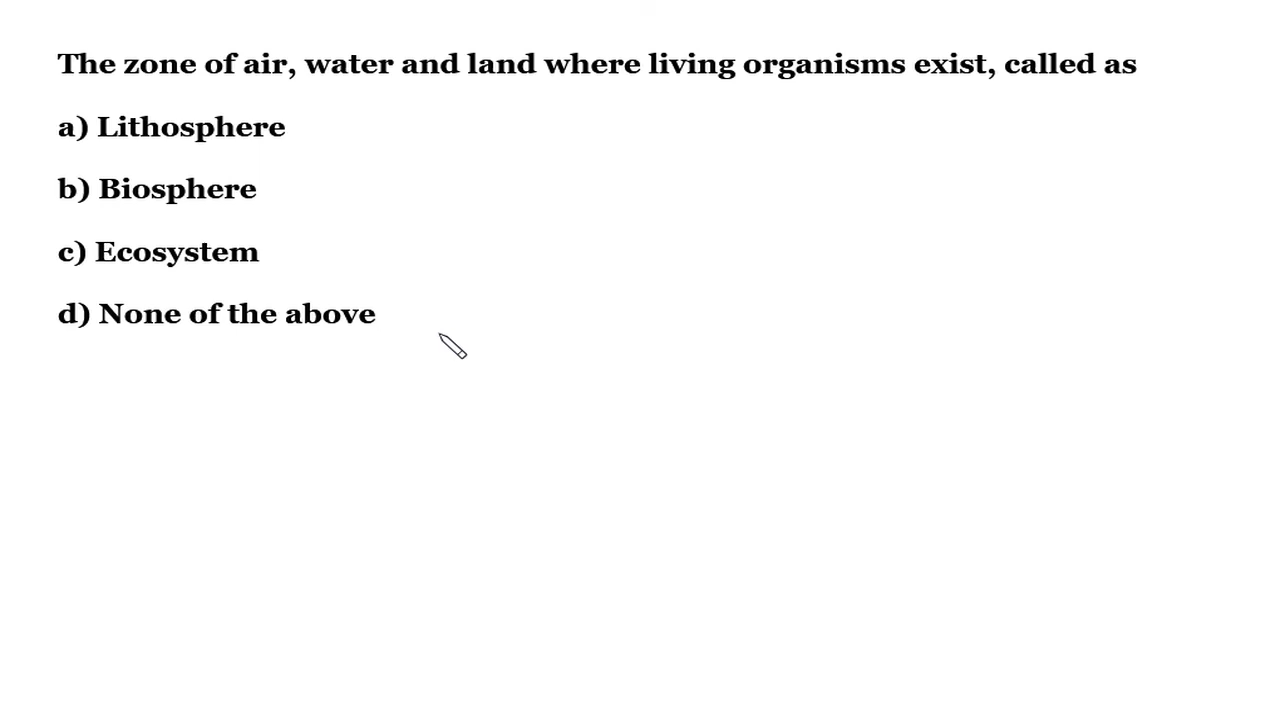 The zone of air, water and land where living organisms exist, called as
a) Lithosphere
b) Biosphere
c) Ecosystem
d) None of the above